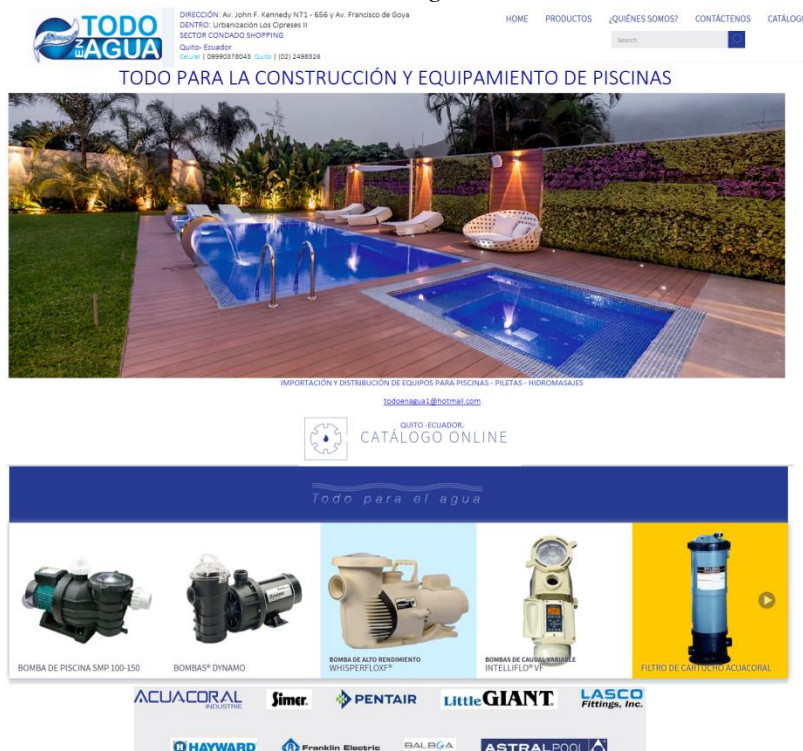 TODO
EN AGUA
DIRECCIÓN: Av. John F. Kennedy N71 - 656 y Av. Francisco de Goya
DENTRO: Urbanización Los Cipreses II
SECTOR CONDADO SHOPPING
Quito- Ecuador
Celular | 09990378043 Quito | (02) 2498326
HOME PRODUCTOS ¿QUIÉNES SOMOS? CONTÁCTENOS CATÁLOG
Search
TODO PARA LA CONSTRUCCIÓN Y EQUIPAMIENTO DE PISCINAS
IMPORTACIÓN Y DISTRIBUCIÓN DE EQUIPOS PARA PISCINAS - PILETAS - HIDROMASAJES
todoenagua1@hotmail.com
QUITO -ECUADOR.
CATÁLOGO ONLINE
Todo para el agua
BOMBA DE PISCINA SMP 100-150
BOMBAS® DYNAMO
BOMBA DE ALTO RENDIMIENTO
WHISPERFLOXF®
BOMBAS DE CAUDAL VARIABLE
INTELLIFLO® VF
FILTRO DE CARTUCHO ACUACORAL
ACUACORAL
INDUSTRIE
Simer.
PENTAIR
Little GIANT.
LASCO
Fittings, Inc.
HAYWARD
Franklin Electric
BALBOA
ASTRALPOOL